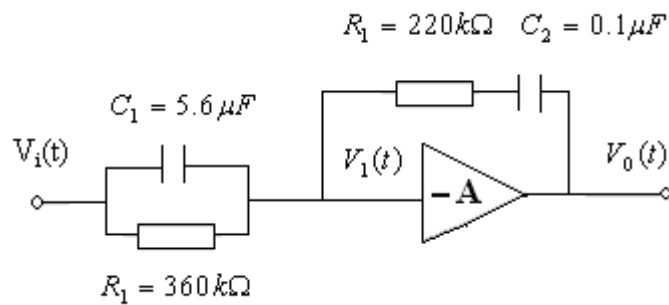 R₁ = 220kΩ C₂ = 0.1μF
C₁ = 5.6μF
Vᵢ(t)
V₁(t)
V₀(t)
−A
R₁ = 360kΩ